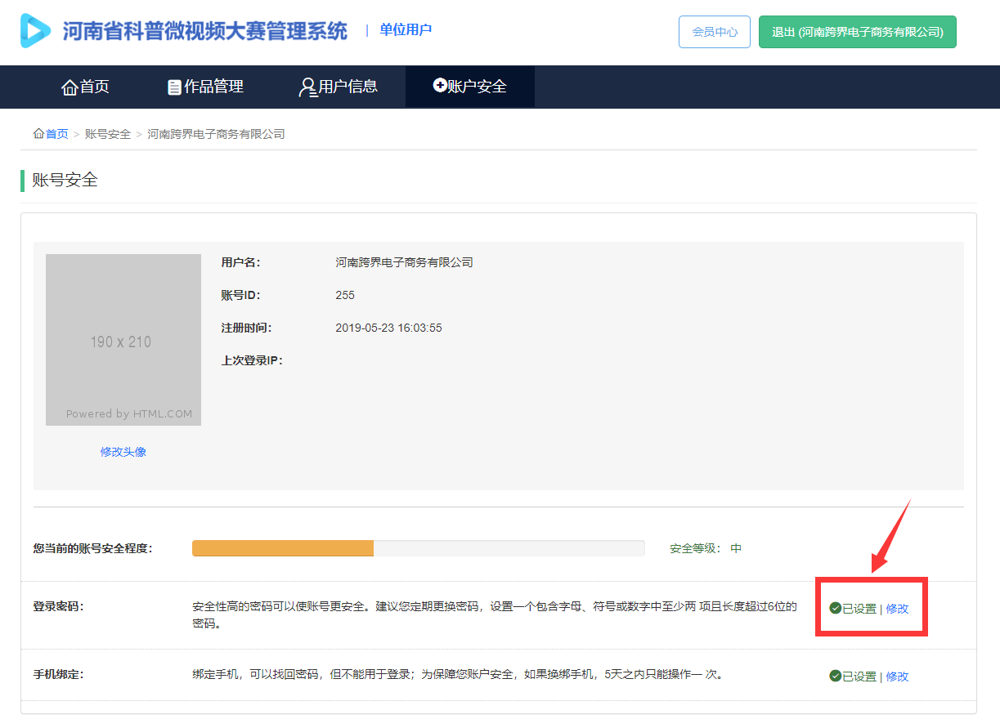 河南省科普微视频大赛管理系统 | 单位用户 会员中心 退出 (河南跨界电子商务有限公司)
首页 作品管理 用户信息 账户安全
首页 > 账号安全 > 河南跨界电子商务有限公司
账号安全
用户名： 河南跨界电子商务有限公司
账号ID： 255
注册时间： 2019-05-23 16:03:55
上次登录IP：
190 x 210
Powered by HTML.COM
修改头像
您当前的账号安全程度： 安全等级： 中
登录密码： 安全性高的密码可以使账号更安全。建议您定期更换密码，设置一个包含字母、符号或数字中至少两 项且长度超过6位的
密码。
已设置 | 修改
手机绑定： 绑定手机，可以找回密码，但不能用于登录；为保障您账户安全，如果换绑手机，5天之内只能操作一 次。 已设置 | 修改